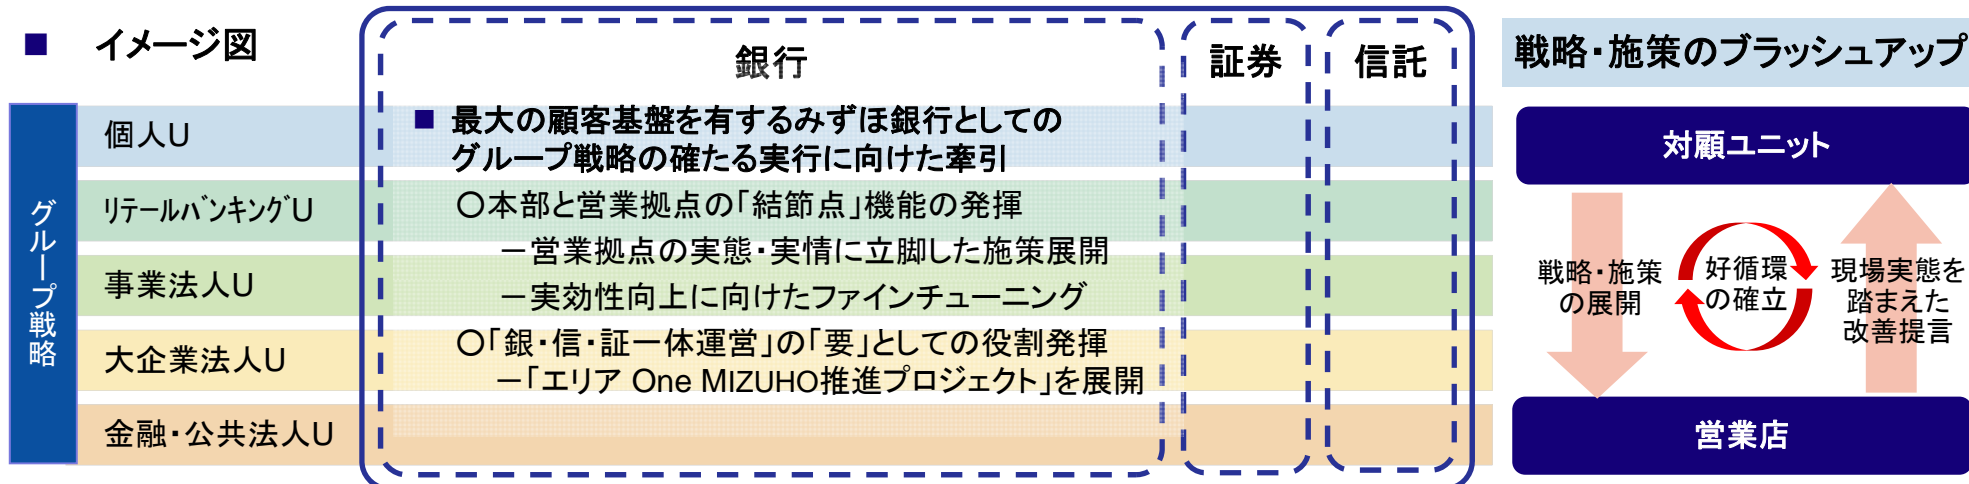 ■ イメージ図
銀行
証券
信託
グループ戦略
個人U
リテールバンキングU
事業法人U
大企業法人U
金融・公共法人U
■ 最大の顧客基盤を有するみずほ銀行としての
グループ戦略の確たる実行に向けた牽引
○本部と営業拠点の「結節点」機能の発揮
－営業拠点の実態・実情に立脚した施策展開
－実効性向上に向けたファインチューニング
○「銀・信・証一体運営」の「要」としての役割発揮
－「エリア One MIZUHO推進プロジェクト」を展開
戦略・施策のブラッシュアップ
対顧ユニット
戦略・施策
の展開
好循環
の確立
現場実態を
踏まえた
改善提言
営業店